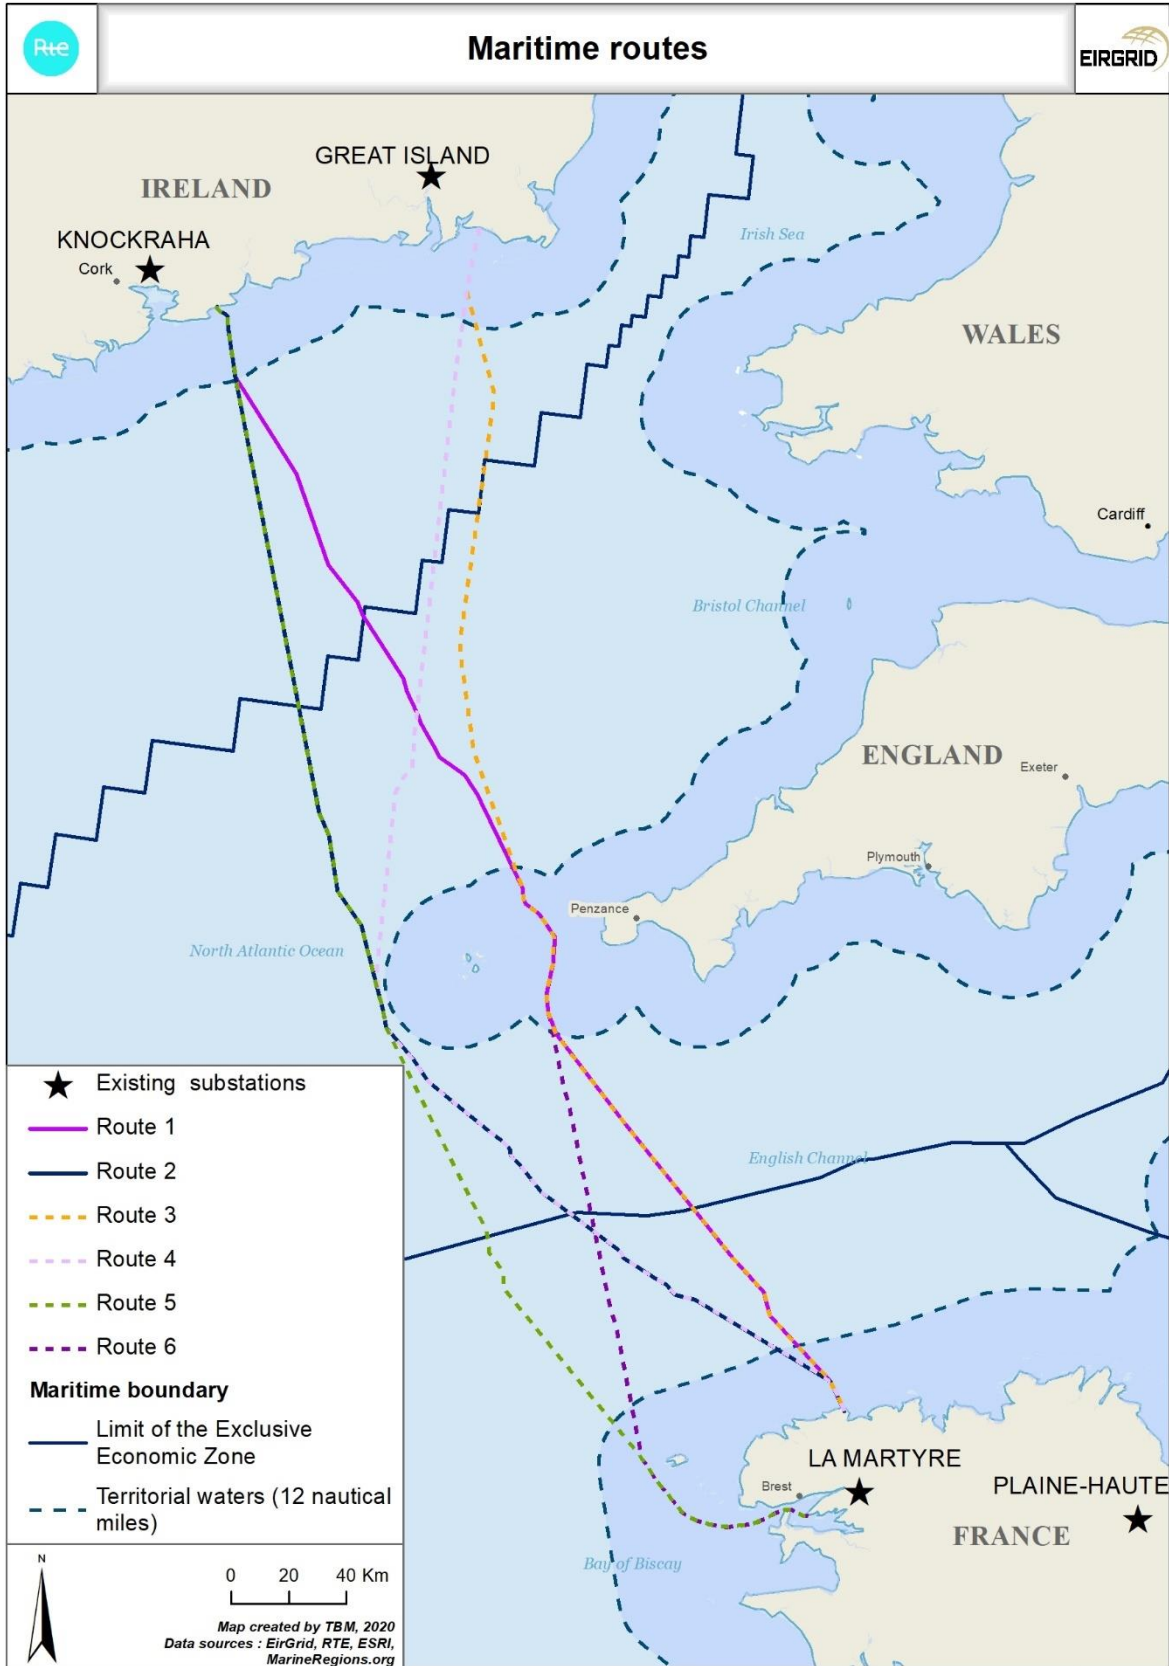 Rte
Maritime routes
EIRGRID
GREAT ISLAND
IRELAND
KNOCKRAHA
Cork
Irish Sea
WALES
Cardiff
Bristol Channel
ENGLAND
Exeter
Plymouth
Penzance
North Atlantic Ocean
English Channel
Existing substations
Route 1
Route 2
Route 3
Route 4
Route 5
Route 6
Maritime boundary
Limit of the Exclusive
Economic Zone
Territorial waters (12 nautical
miles)
LA MARTYRE
Brest
PLAINE-HAUTE
FRANCE
Bay of Biscay
N
0 20 40 Km
Map created by TBM, 2020
Data sources : EirGrid, RTE, ESRI,
MarineRegions.org